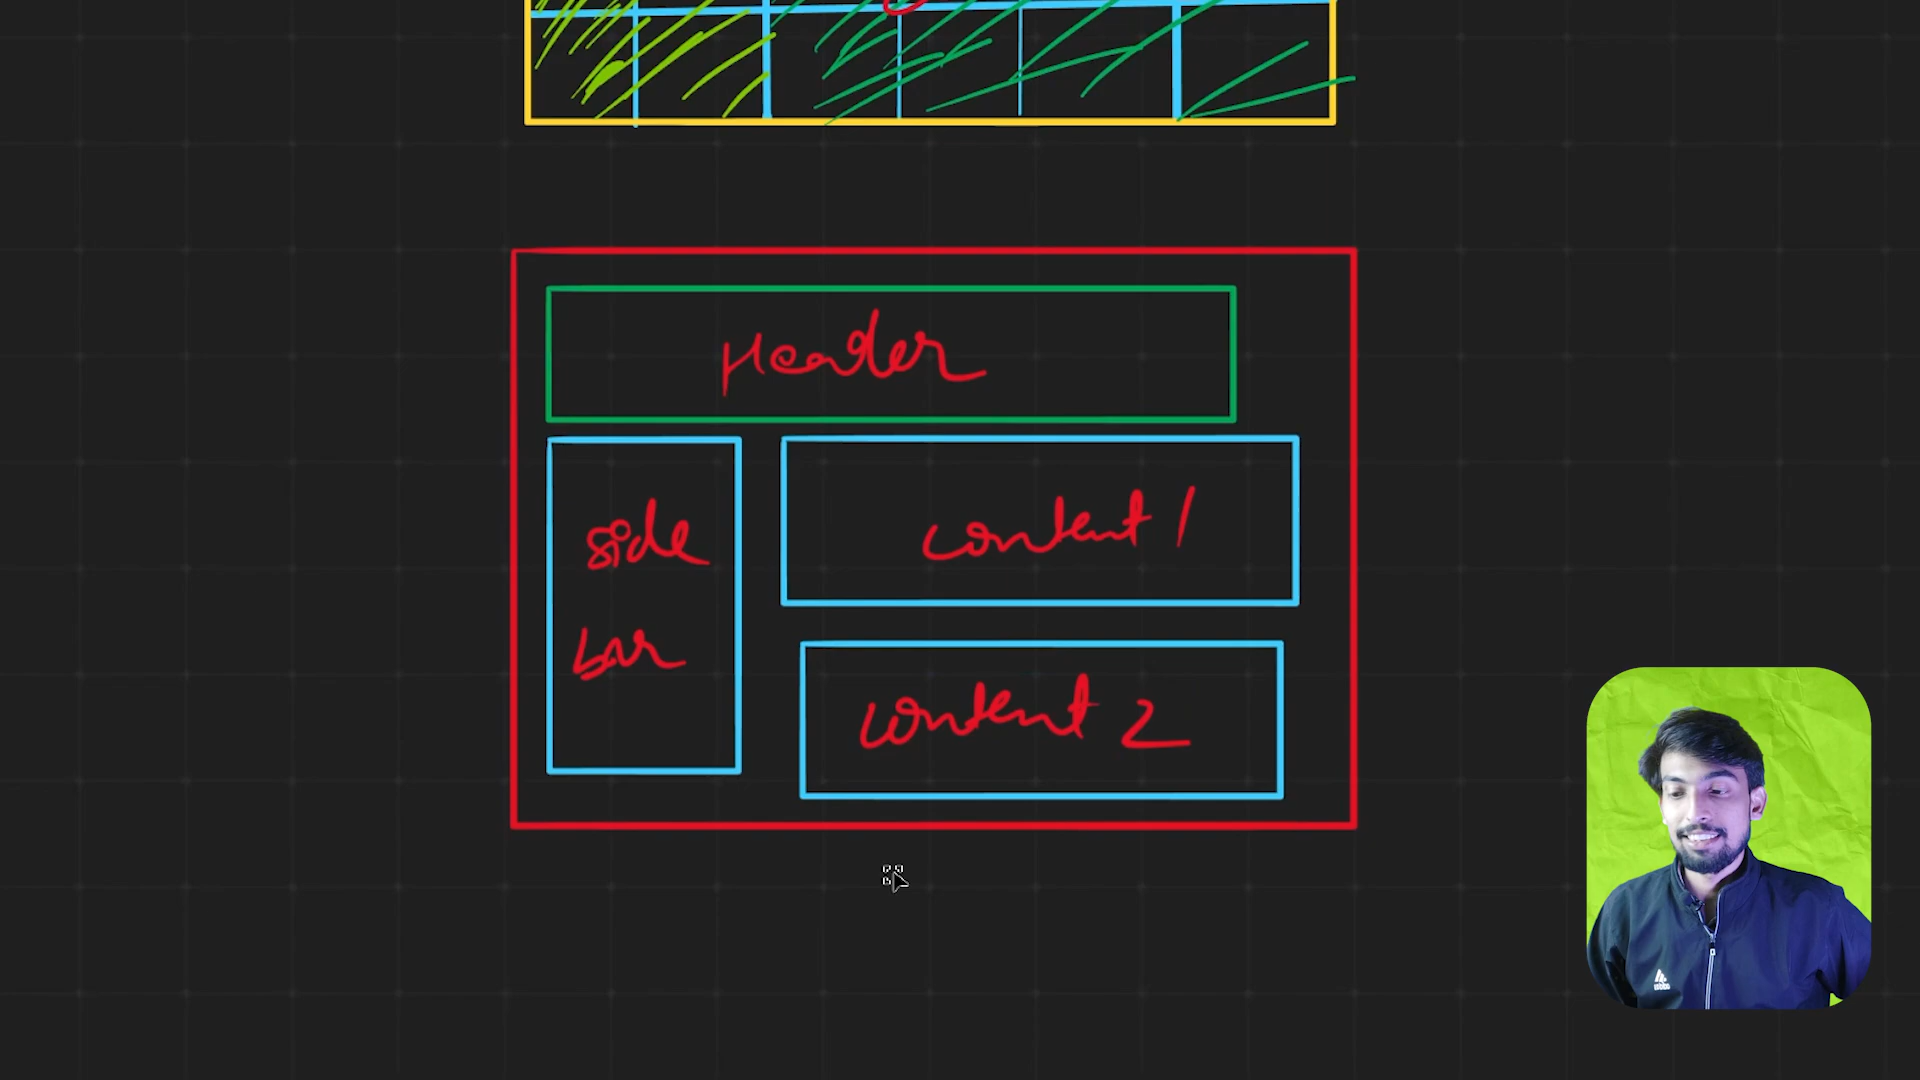 Header
side
bar
content 1
content 2